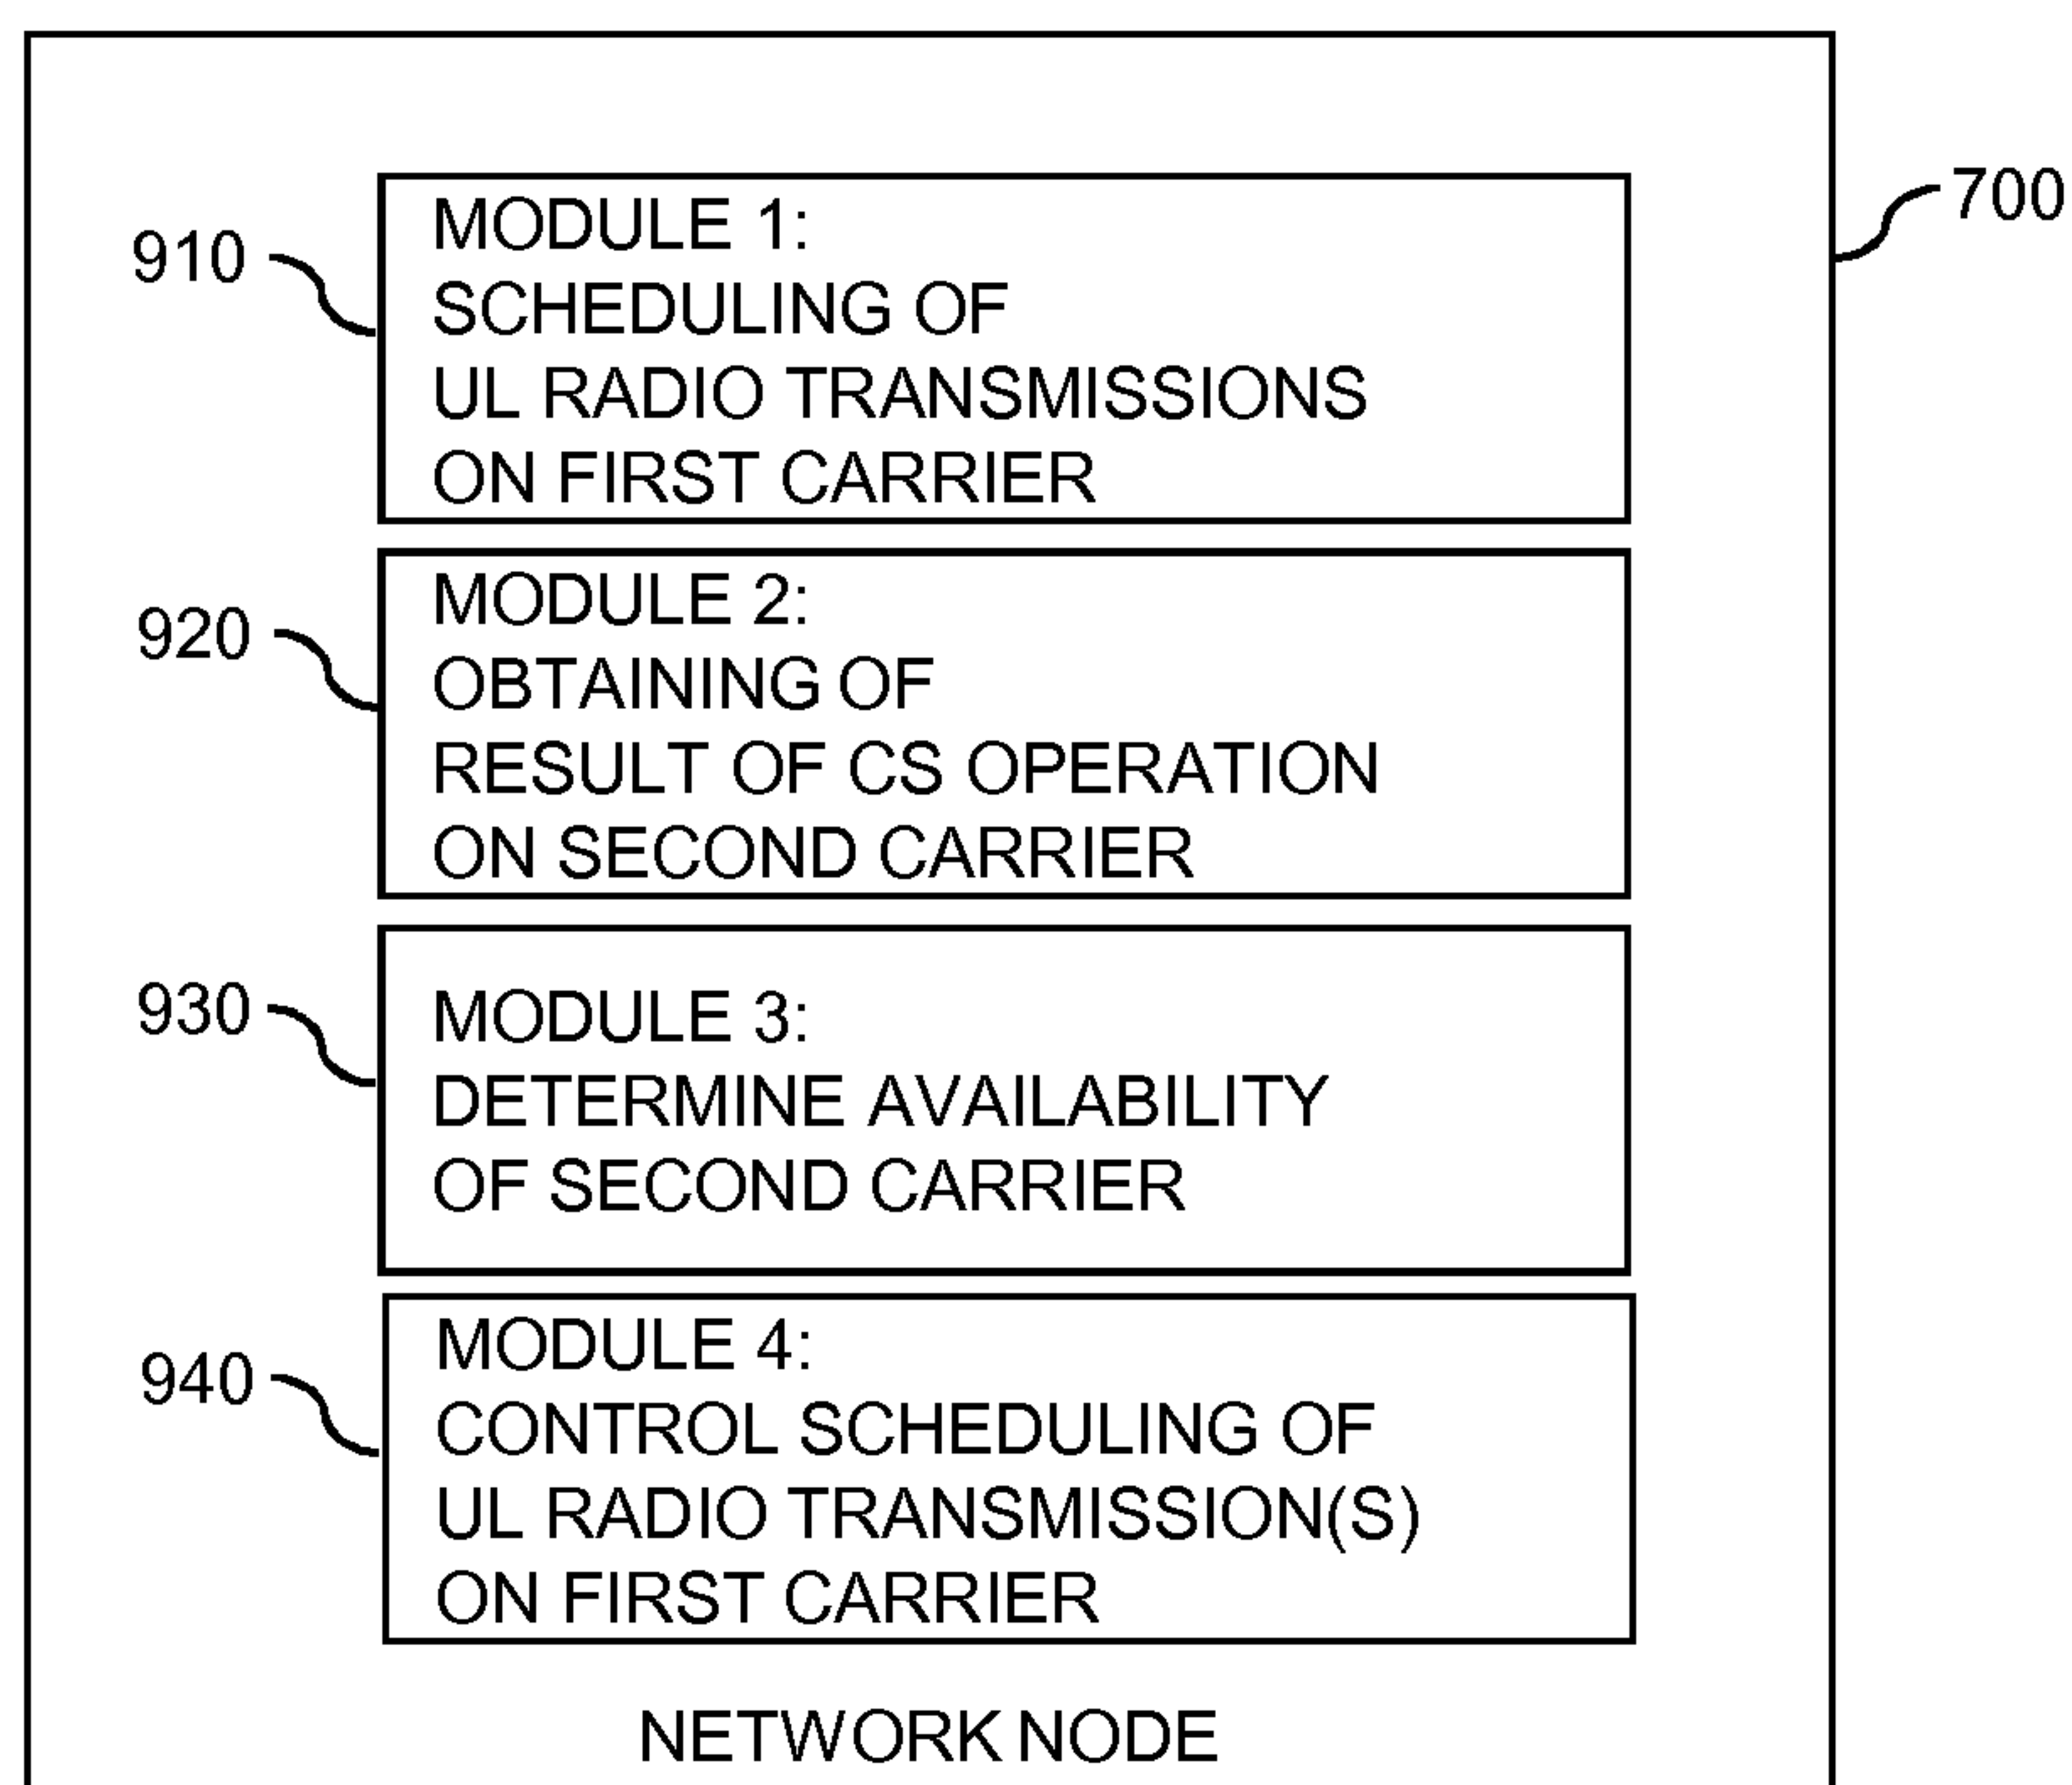 700
910
MODULE 1:
SCHEDULING OF
UL RADIO TRANSMISSIONS
ON FIRST CARRIER
920
MODULE 2:
OBTAINING OF
RESULT OF CS OPERATION
ON SECOND CARRIER
930
MODULE 3:
DETERMINE AVAILABILITY
OF SECOND CARRIER
940
MODULE 4:
CONTROL SCHEDULING OF
UL RADIO TRANSMISSION(S)
ON FIRST CARRIER
NETWORK NODE